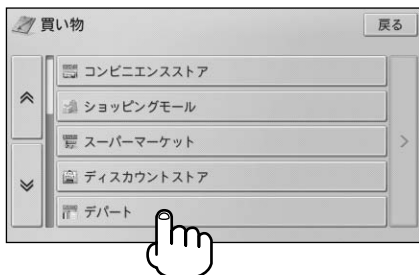 買い物
戻る
コンビニエンスストア
ショッピングモール
スーパーマーケット
ディスカウントストア
デパート